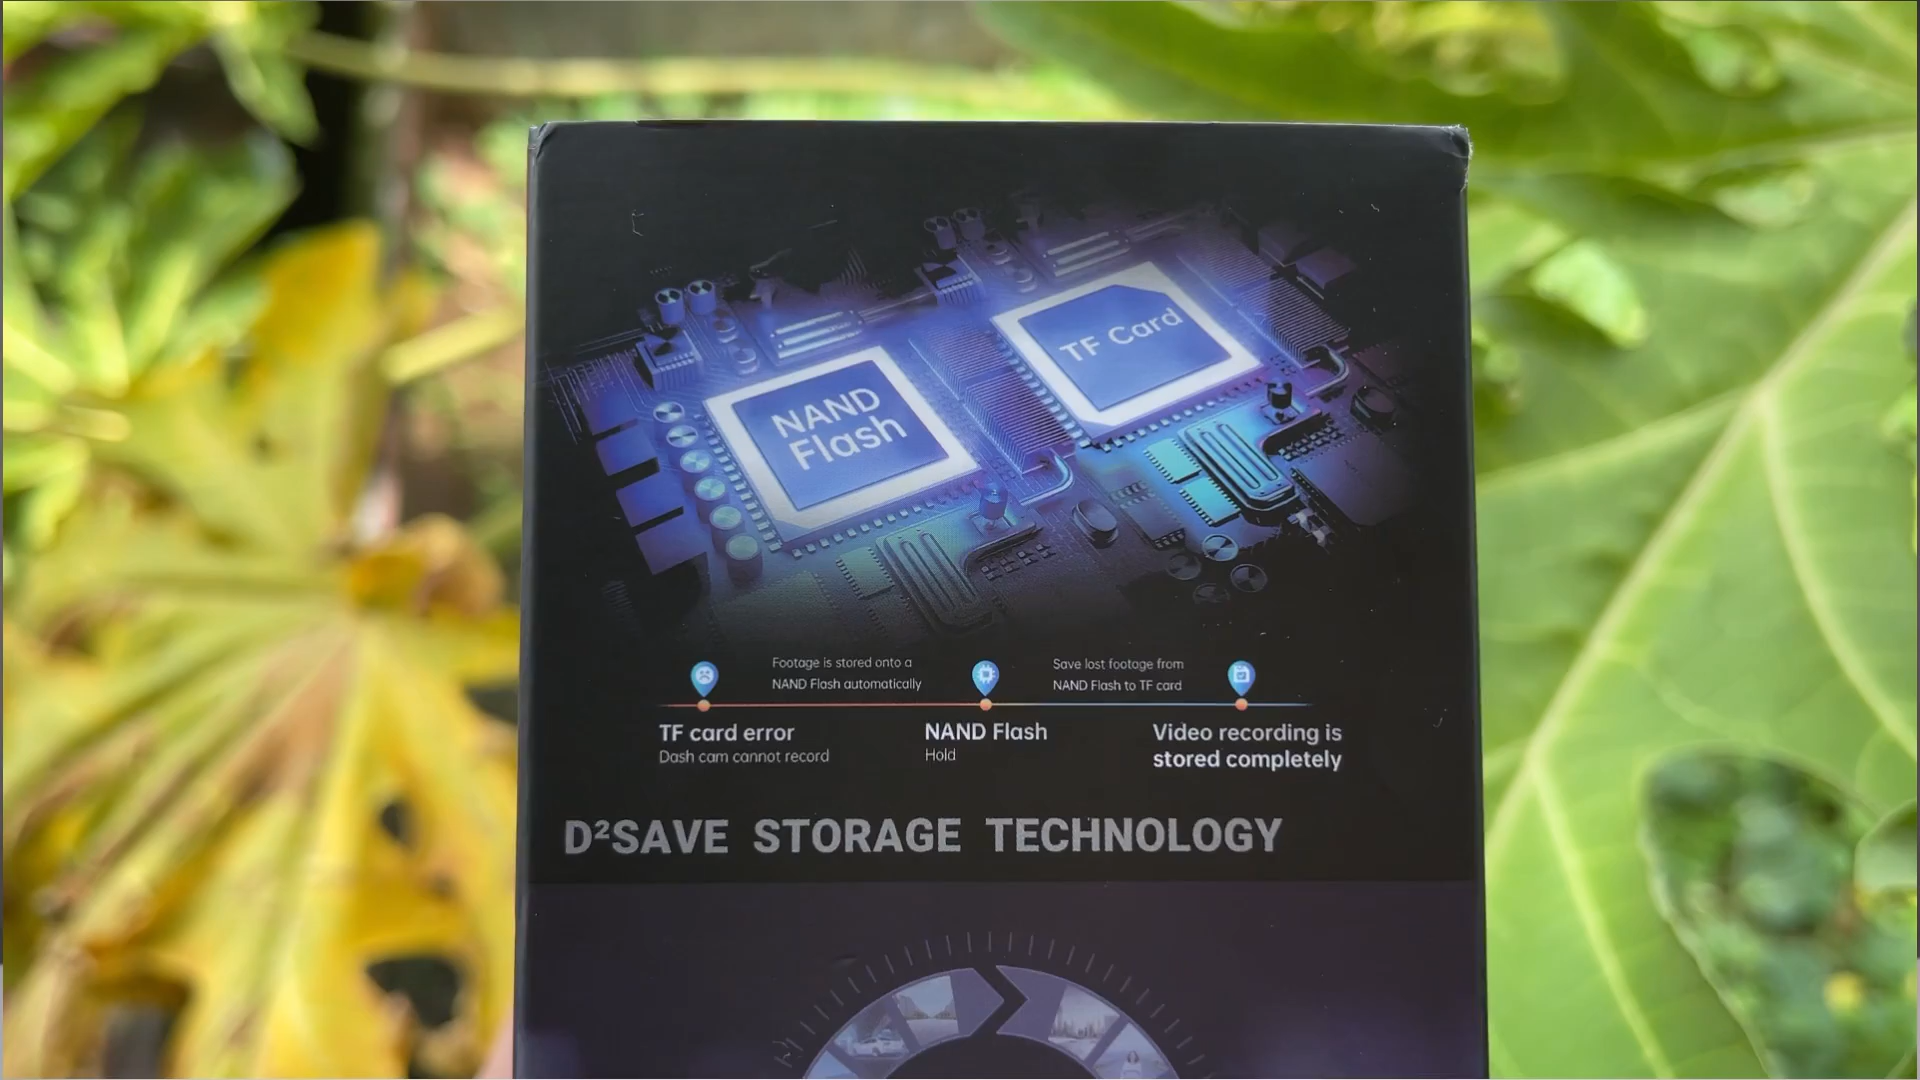 NAND
Flash
TF Card
Footage is stored onto a
NAND Flash automatically
Save lost footage from
NAND Flash to TF card
TF card error
Dash cam cannot record
NAND Flash
Hold
Video recording is
stored completely
D²SAVE STORAGE TECHNOLOGY